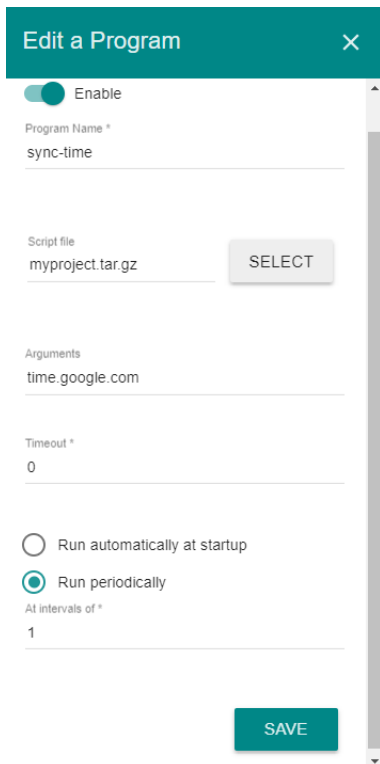 Edit a Program
Enable
Program Name *
sync-time
Script file
myproject.tar.gz
SELECT
Arguments
time.google.com
Timeout *
0
Run automatically at startup
Run periodically
At intervals of *
1
SAVE